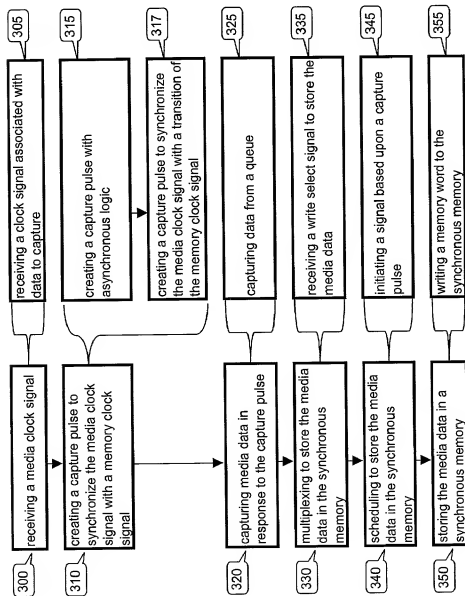 300
receiving a media clock signal
receiving a clock signal associated with
data to capture
305
310
creating a capture pulse to
synchronize the media clock
signal with a memory clock
signal
creating a capture pulse with
asynchronous logic
315
creating a capture pulse to synchronize
the media clock signal with a transition of
the memory clock signal
317
320
capturing media data in
response to the capture pulse
capturing data from a queue
325
330
multiplexing to store the media
data in the synchronous
memory
receiving a write select signal to store the
media data
335
340
scheduling to store the media
data in the synchronous
memory
initiating a signal based upon a capture
pulse
345
350
storing the media data in a
synchronous memory
writing a memory word to the
synchronous memory
355